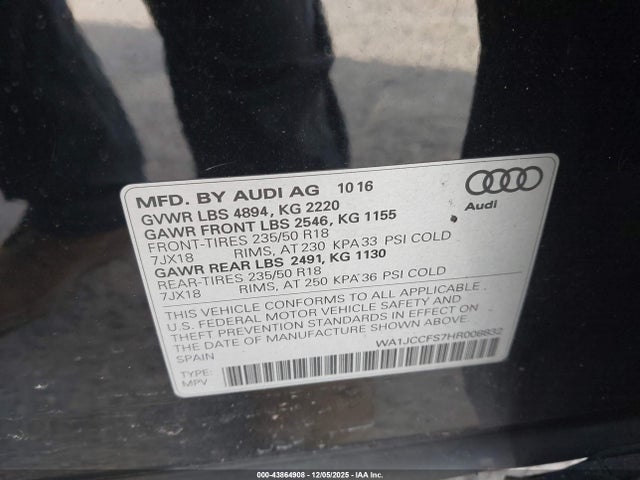 MFD. BY AUDI AG 10 16
GVWR LBS 4894, KG 2220
GAWR FRONT LBS 2546, KG 1155
FRONT-TIRES 235/50 R18
7JX18 RIMS, AT 230 KPA 33 PSI COLD
GAWR REAR LBS 2491, KG 1130
REAR-TIRES 235/50 R18
7JX18 RIMS, AT 250 KPA 36 PSI COLD
Audi
THIS VEHICLE CONFORMS TO ALL APPLICABLE
U.S. FEDERAL MOTOR VEHICLE SAFETY AND
THEFT PREVENTION STANDARDS IN EFFECT ON
THE DATE OF MANUFACTURE SHOWN ABOVE.
SPAIN
WA1JCCFS7HR008832
TYPE:
MPV
000-43864908 - 12/05/2025 - IAA Inc.